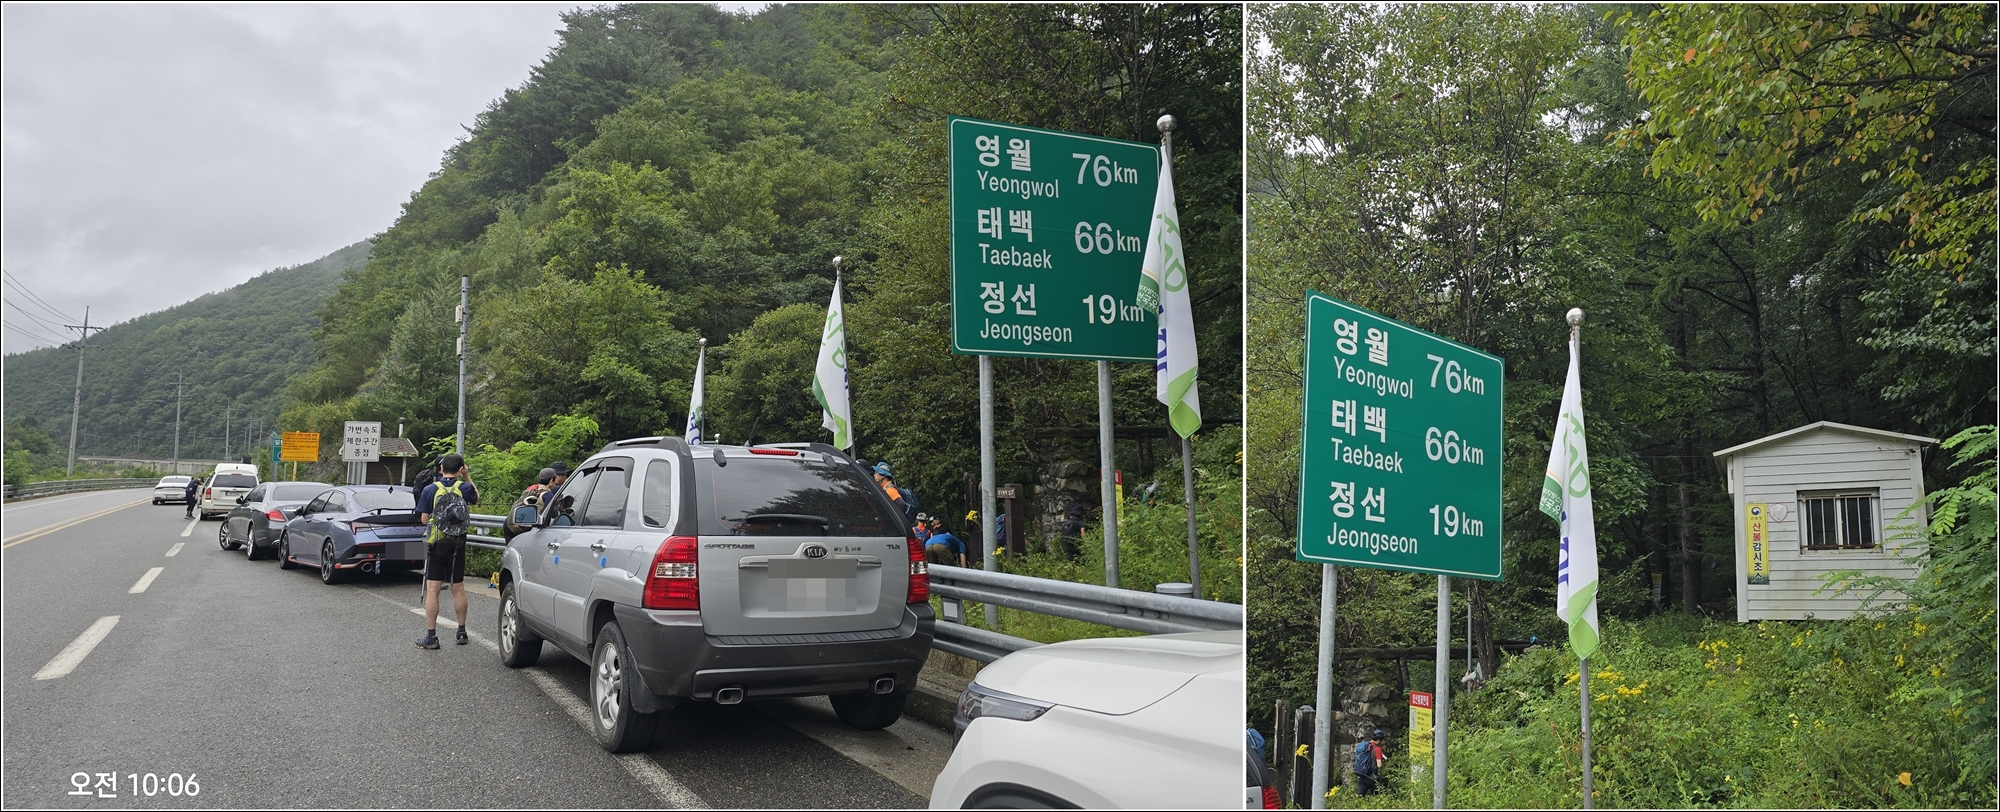 영월 76km
Yeongwol
태백 66km
Taebaek
정선 19km
Jeongseon
가변속도
제한구간
종점
SPORTAGE
KIA
TLX
오전 10:06
영월 76km
Yeongwol
태백 66km
Taebaek
정선 19km
Jeongseon
산불감시초소